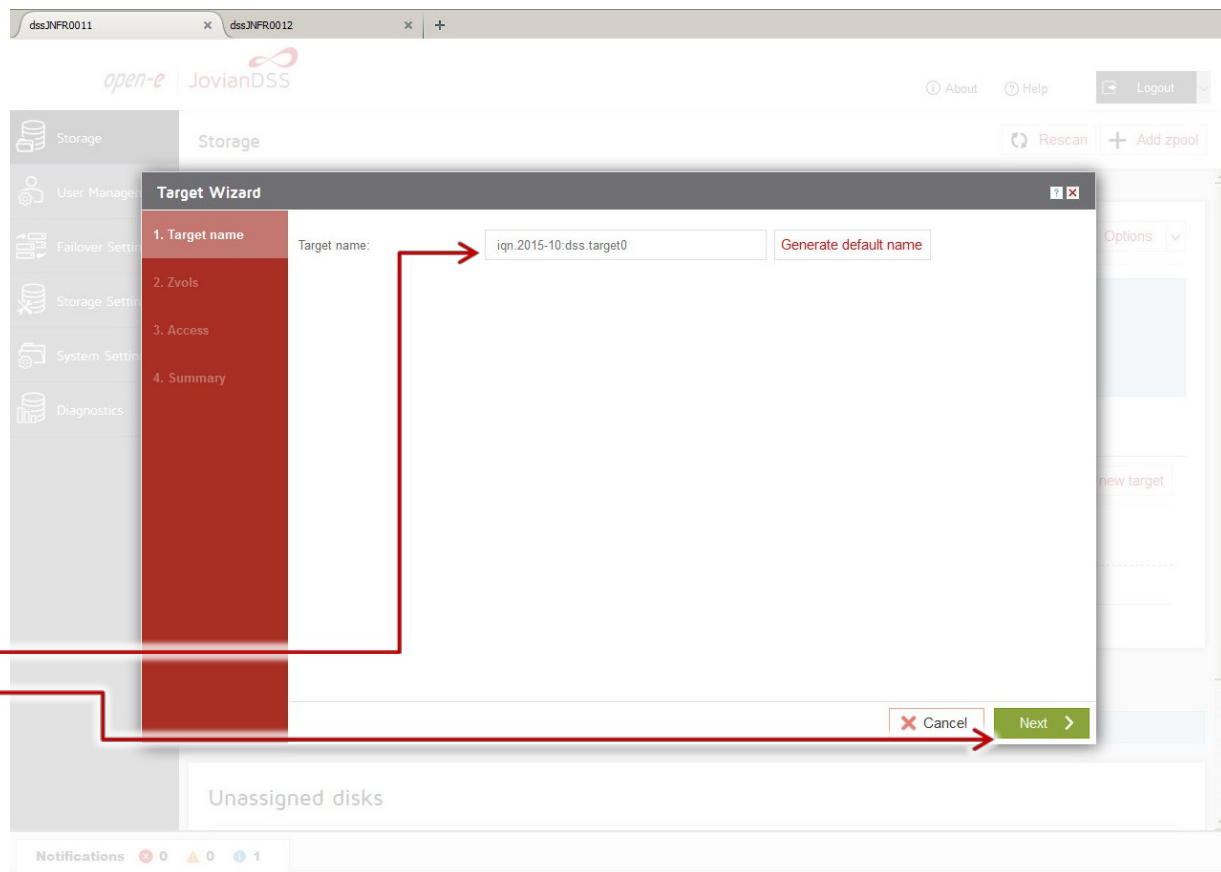 dssJNFR0011
dssJNFR0012
open-e JovianDSS
About
Help
Logout
Storage
Storage
Rescan
Add zpool
User Manage
Target Wizard
1. Target name
Target name:
iqn.2015-10:dss.target0
Generate default name
Failover Settin
Options
2. Zvols
Storage Settin
3. Access
System Settin
4. Summary
Diagnostics
new target
Cancel
Next
Unassigned disks
Notifications 0 0 1